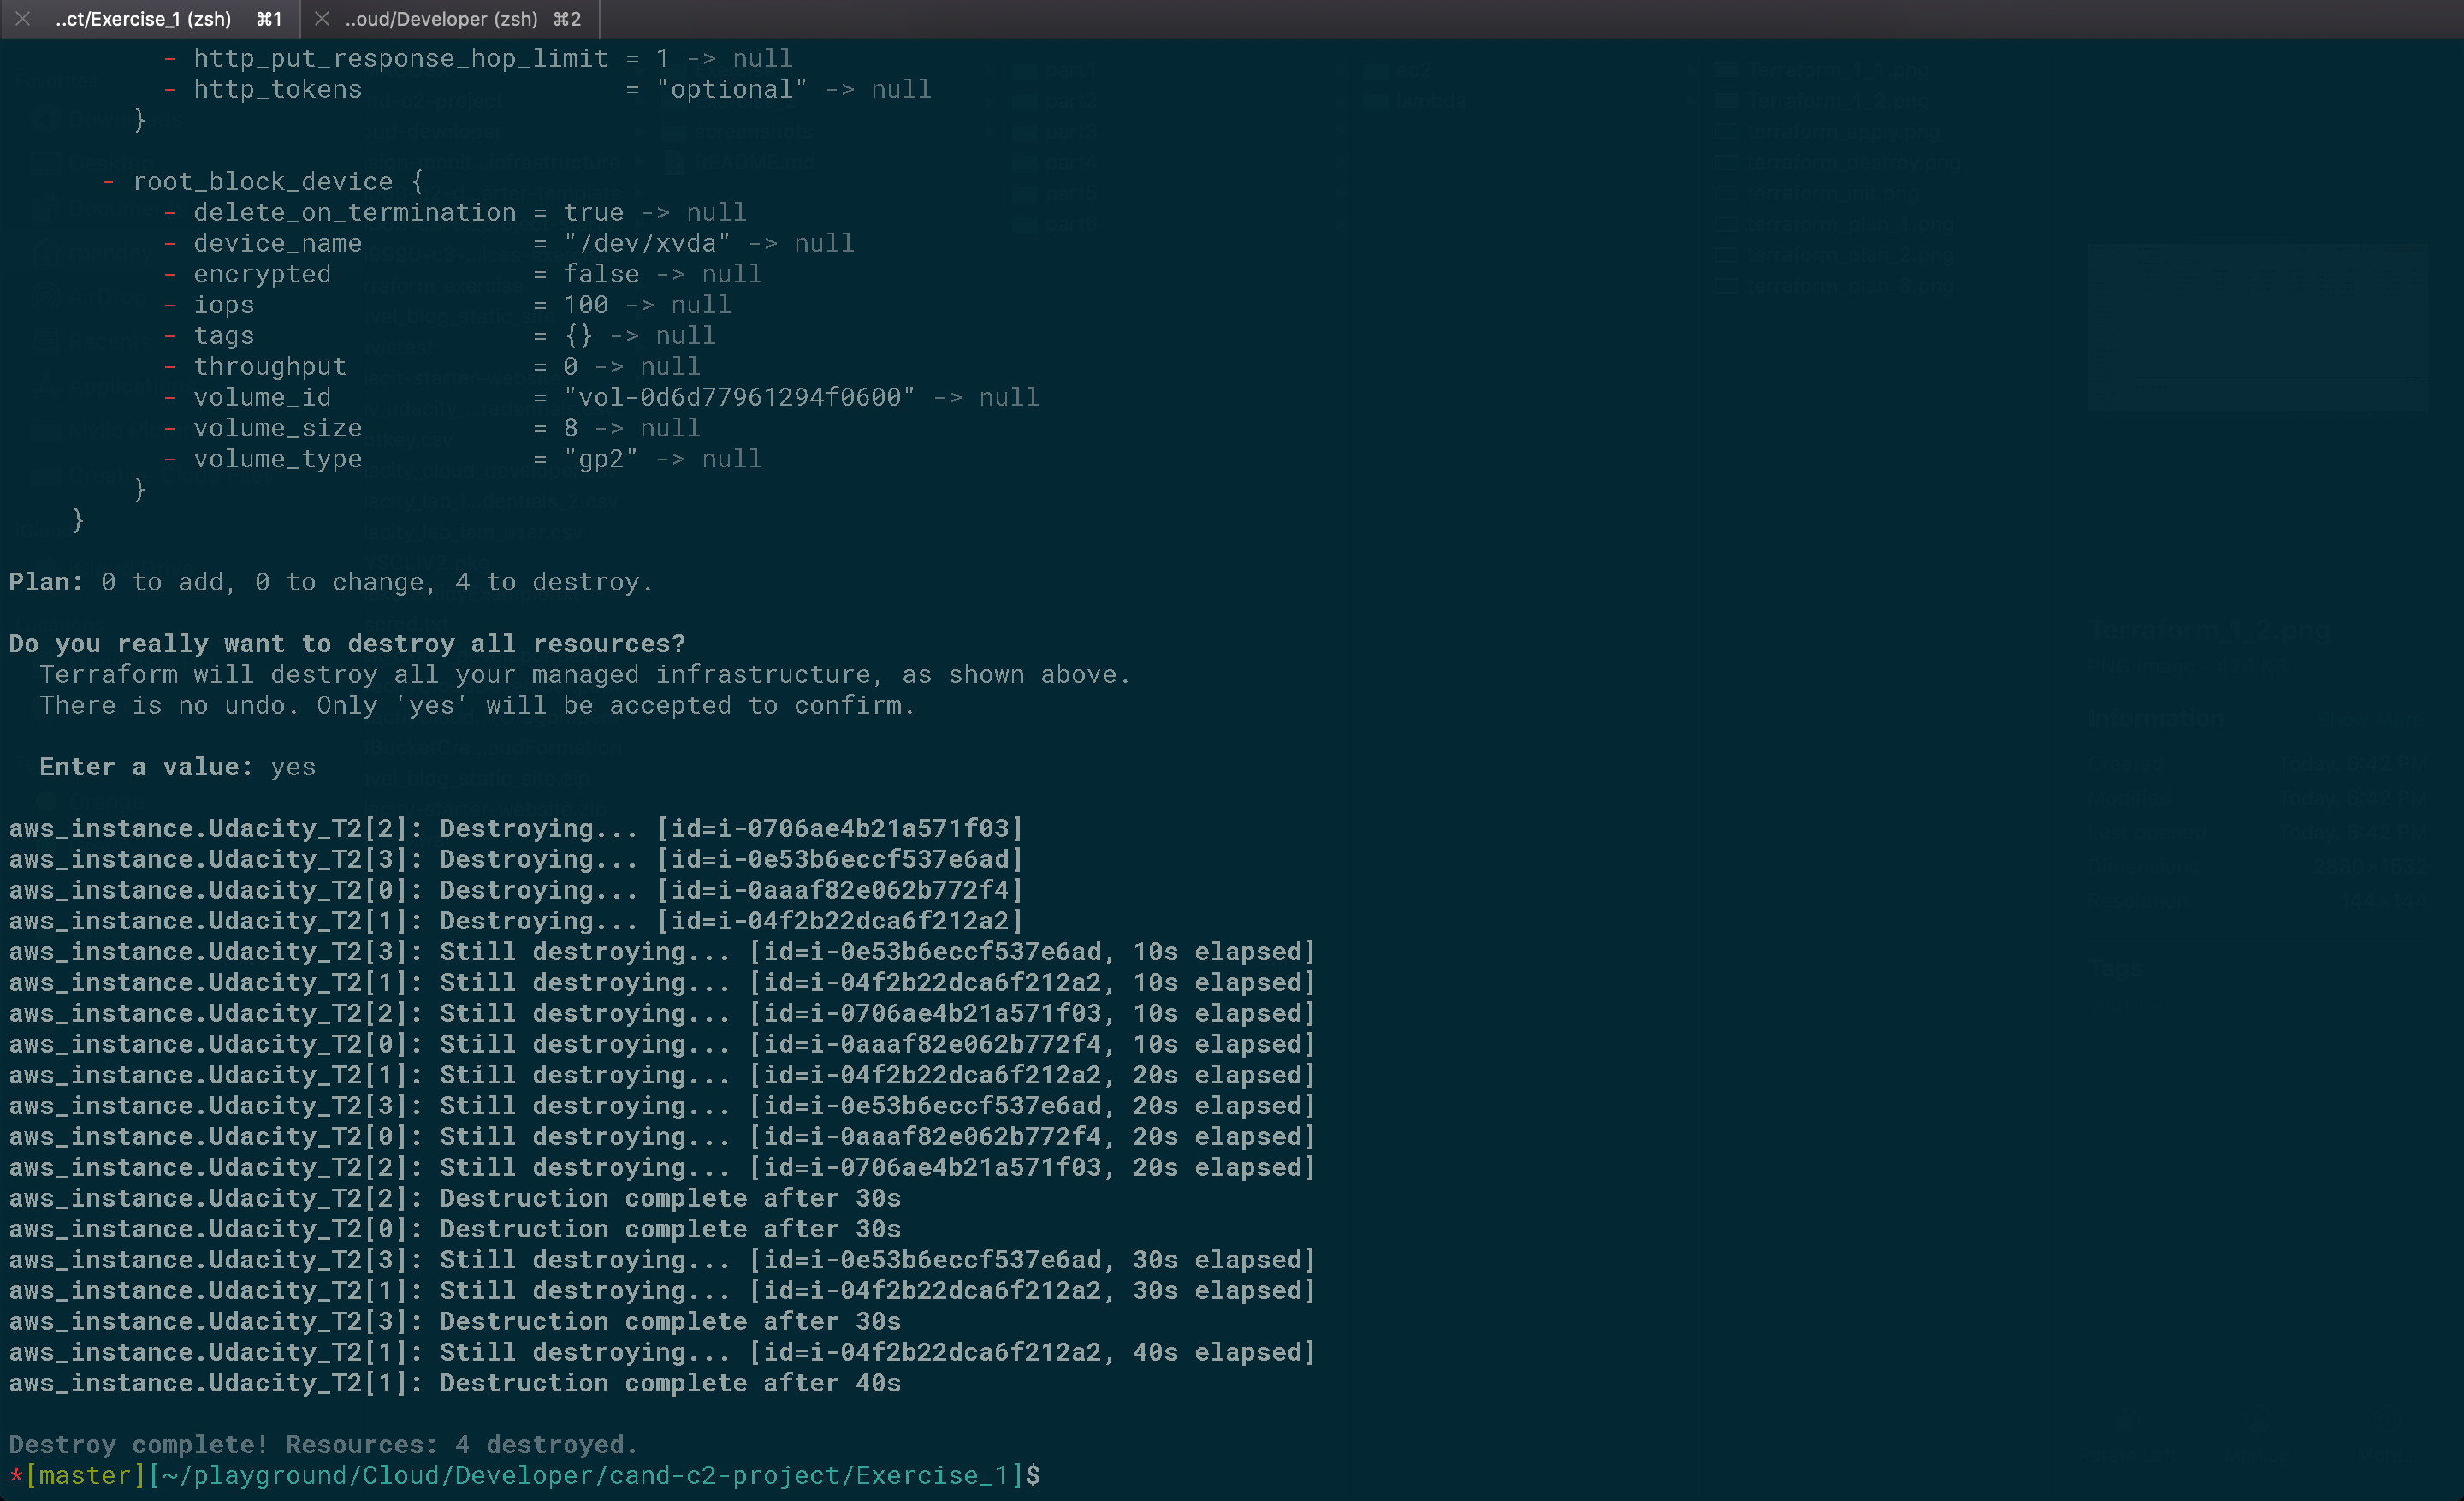 ..ct/Exercise_1 (zsh) ⌘1 ..oud/Developer (zsh) ⌘2
- http_put_response_hop_limit = 1 -> null
- http_tokens = "optional" -> null
}
- root_block_device {
- delete_on_termination = true -> null
- device_name = "/dev/xvda" -> null
- encrypted = false -> null
- iops = 100 -> null
- tags = {} -> null
- throughput = 0 -> null
- volume_id = "vol-0d6d77961294f0600" -> null
- volume_size = 8 -> null
- volume_type = "gp2" -> null
}
}
Plan: 0 to add, 0 to change, 4 to destroy.
Do you really want to destroy all resources?
Terraform will destroy all your managed infrastructure, as shown above.
There is no undo. Only 'yes' will be accepted to confirm.
Enter a value: yes
aws_instance.Udacity_T2[2]: Destroying... [id=i-0706ae4b21a571f03]
aws_instance.Udacity_T2[3]: Destroying... [id=i-0e53b6eccf537e6ad]
aws_instance.Udacity_T2[0]: Destroying... [id=i-0aaaf82e062b772f4]
aws_instance.Udacity_T2[1]: Destroying... [id=i-04f2b22dca6f212a2]
aws_instance.Udacity_T2[3]: Still destroying... [id=i-0e53b6eccf537e6ad, 10s elapsed]
aws_instance.Udacity_T2[1]: Still destroying... [id=i-04f2b22dca6f212a2, 10s elapsed]
aws_instance.Udacity_T2[2]: Still destroying... [id=i-0706ae4b21a571f03, 10s elapsed]
aws_instance.Udacity_T2[0]: Still destroying... [id=i-0aaaf82e062b772f4, 10s elapsed]
aws_instance.Udacity_T2[1]: Still destroying... [id=i-04f2b22dca6f212a2, 20s elapsed]
aws_instance.Udacity_T2[3]: Still destroying... [id=i-0e53b6eccf537e6ad, 20s elapsed]
aws_instance.Udacity_T2[0]: Still destroying... [id=i-0aaaf82e062b772f4, 20s elapsed]
aws_instance.Udacity_T2[2]: Still destroying... [id=i-0706ae4b21a571f03, 20s elapsed]
aws_instance.Udacity_T2[2]: Destruction complete after 30s
aws_instance.Udacity_T2[0]: Destruction complete after 30s
aws_instance.Udacity_T2[3]: Still destroying... [id=i-0e53b6eccf537e6ad, 30s elapsed]
aws_instance.Udacity_T2[1]: Still destroying... [id=i-04f2b22dca6f212a2, 30s elapsed]
aws_instance.Udacity_T2[3]: Destruction complete after 30s
aws_instance.Udacity_T2[1]: Still destroying... [id=i-04f2b22dca6f212a2, 40s elapsed]
aws_instance.Udacity_T2[1]: Destruction complete after 40s
Destroy complete! Resources: 4 destroyed.
*[master][~/playground/Cloud/Developer/cand-c2-project/Exercise_1]$